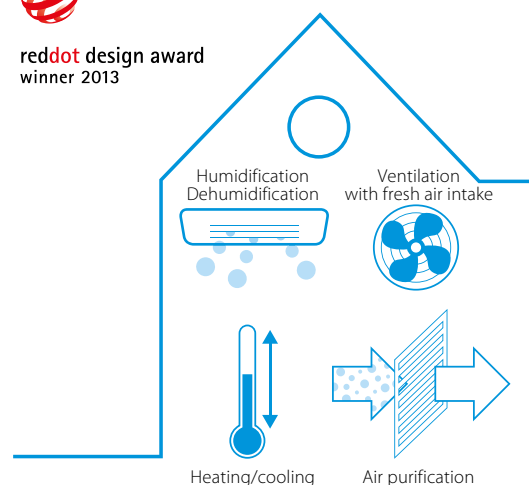 reddot design award
winner 2013
Humidification
Dehumidification
Ventilation
with fresh air intake
Heating/cooling
Air purification